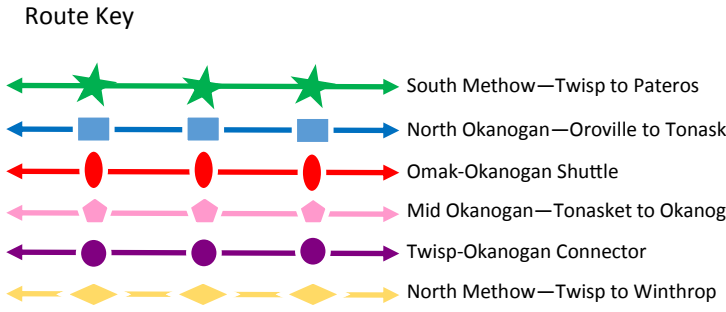 Route Key
South Methow—Twisp to Pateros
North Okanogan—Oroville to Tonask
Omak-Okanogan Shuttle
Mid Okanogan—Tonasket to Okanog
Twisp-Okanogan Connector
North Methow—Twisp to Winthrop